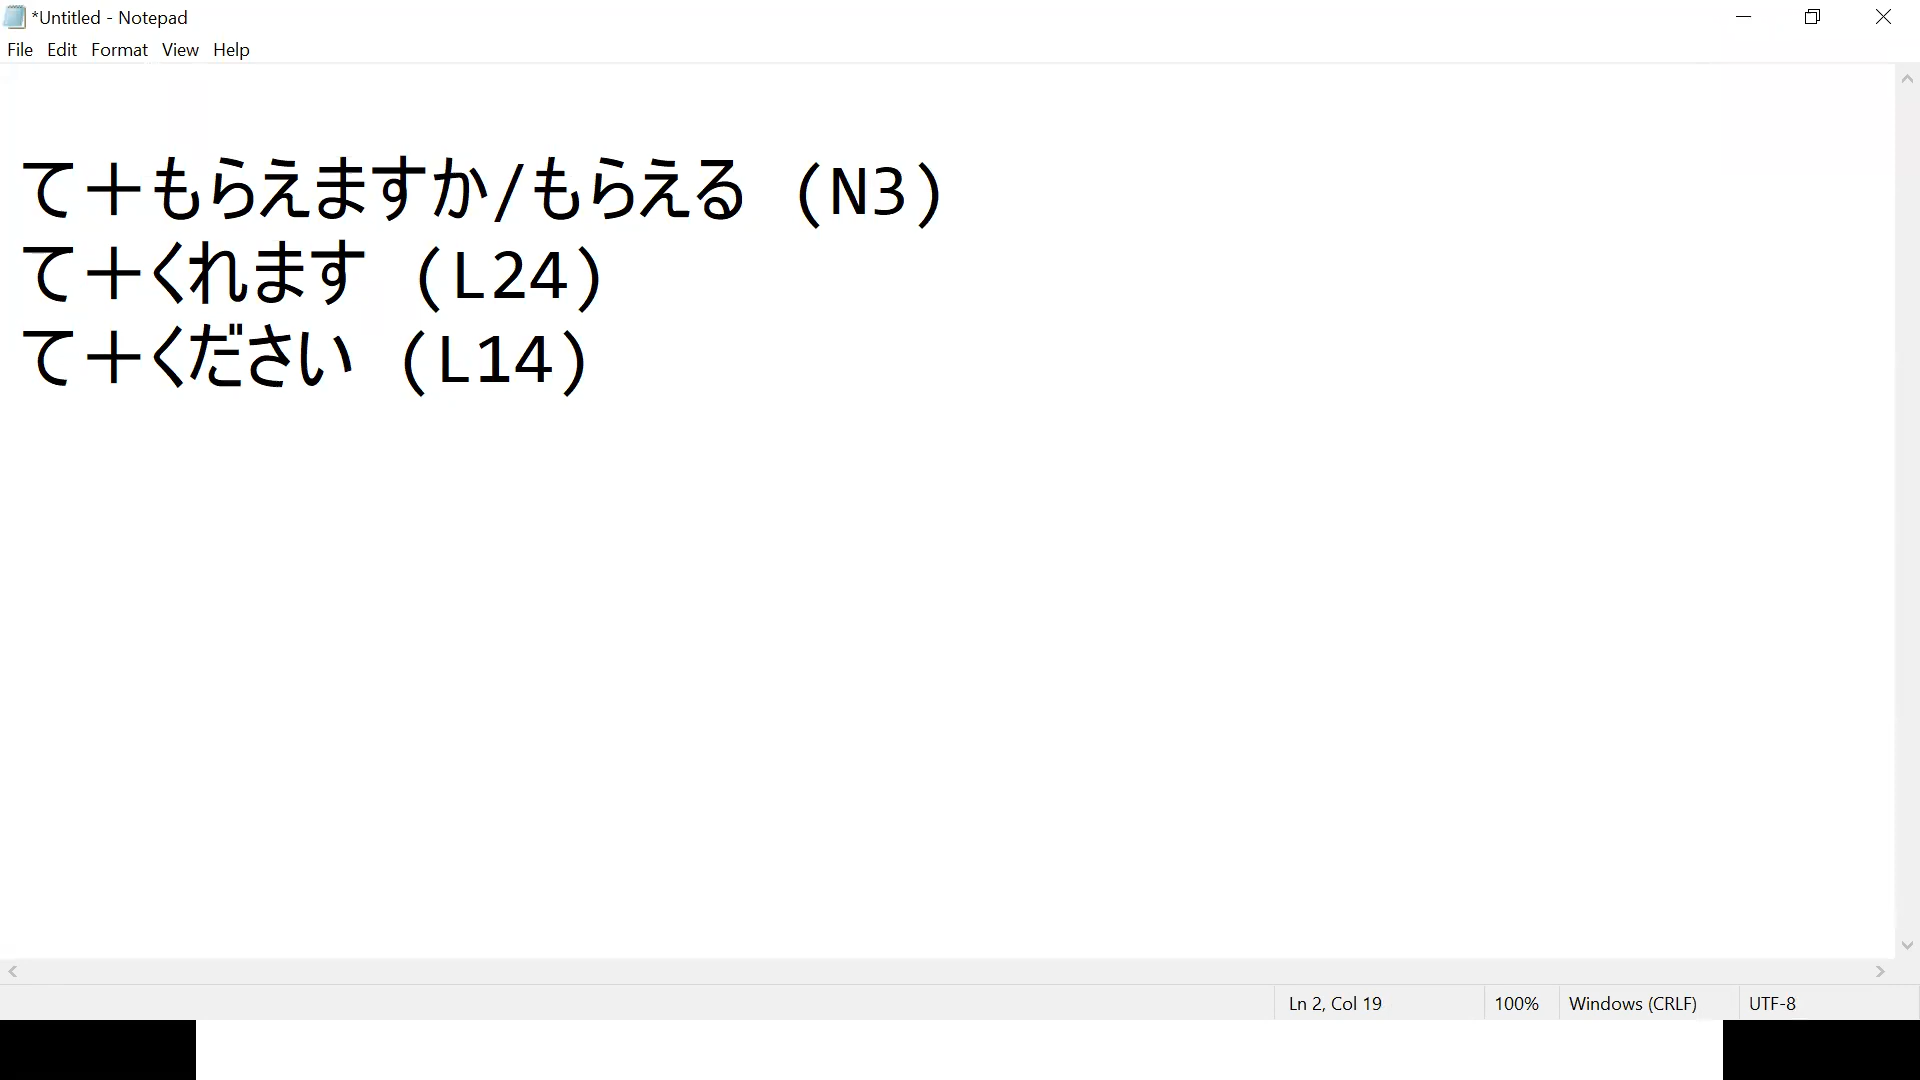 *Untitled - Notepad
File Edit Format View Help
て＋もらえますか/もらえる (N3)
て＋くれます (L24)
て＋ください (L14)
Ln 2, Col 19 100% Windows (CRLF) UTF-8